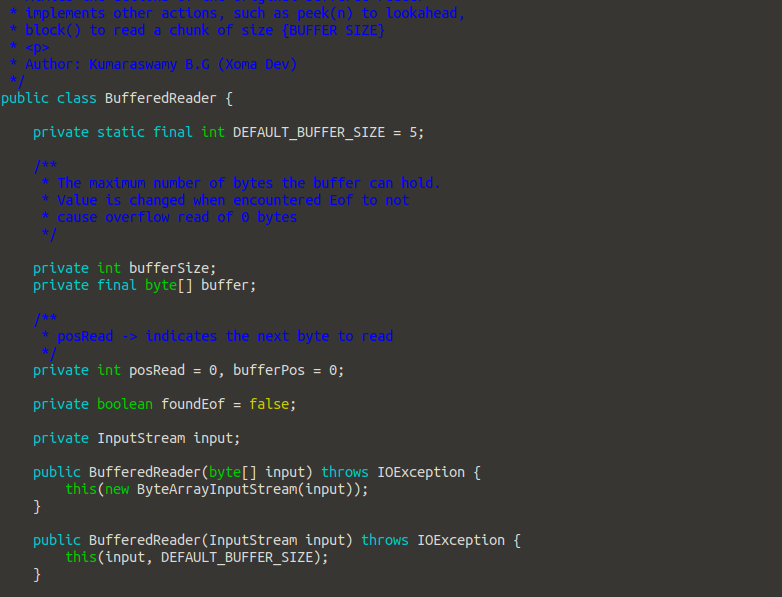 * implements other actions, such as peek(n) to lookahead,
* block() to read a chunk of size {BUFFER SIZE}
* <p>
* Author: Kumaraswamy B.G (Xoma Dev)
*/
public class BufferedReader {
private static final int DEFAULT_BUFFER_SIZE = 5;
/**
* The maximum number of bytes the buffer can hold.
* Value is changed when encountered Eof to not
* cause overflow read of 0 bytes
*/
private int bufferSize;
private final byte[] buffer;
/**
* posRead -> indicates the next byte to read
*/
private int posRead = 0, bufferPos = 0;
private boolean foundEof = false;
private InputStream input;
public BufferedReader(byte[] input) throws IOException {
this(new ByteArrayInputStream(input));
}
public BufferedReader(InputStream input) throws IOException {
this(input, DEFAULT_BUFFER_SIZE);
}